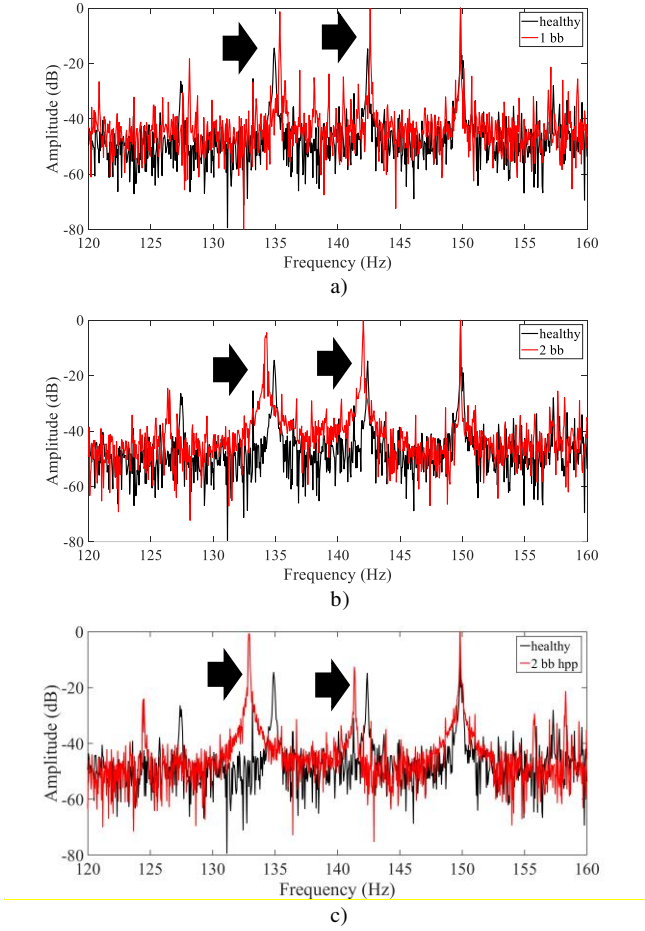 0
healthy
1 bb
-20
-40
-60
-80
Amplitude (dB)
120 125 130 135 140 145 150 155 160
Frequency (Hz)
a)
0
healthy
2 bb
-20
-40
-60
-80
Amplitude (dB)
120 125 130 135 140 145 150 155 160
Frequency (Hz)
b)
0
healthy
2 bb hpp
-20
-40
-60
-80
Amplitude (dB)
120 125 130 135 140 145 150 155 160
Frequency (Hz)
c)